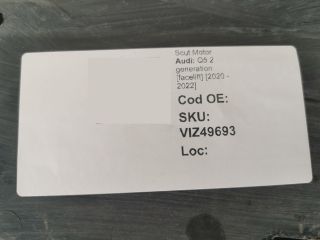 Scut Motor
Audi: Q5 2
generation
[facelift] [2020 -
2022]
Cod OE:
SKU:
VIZ49693
Loc: